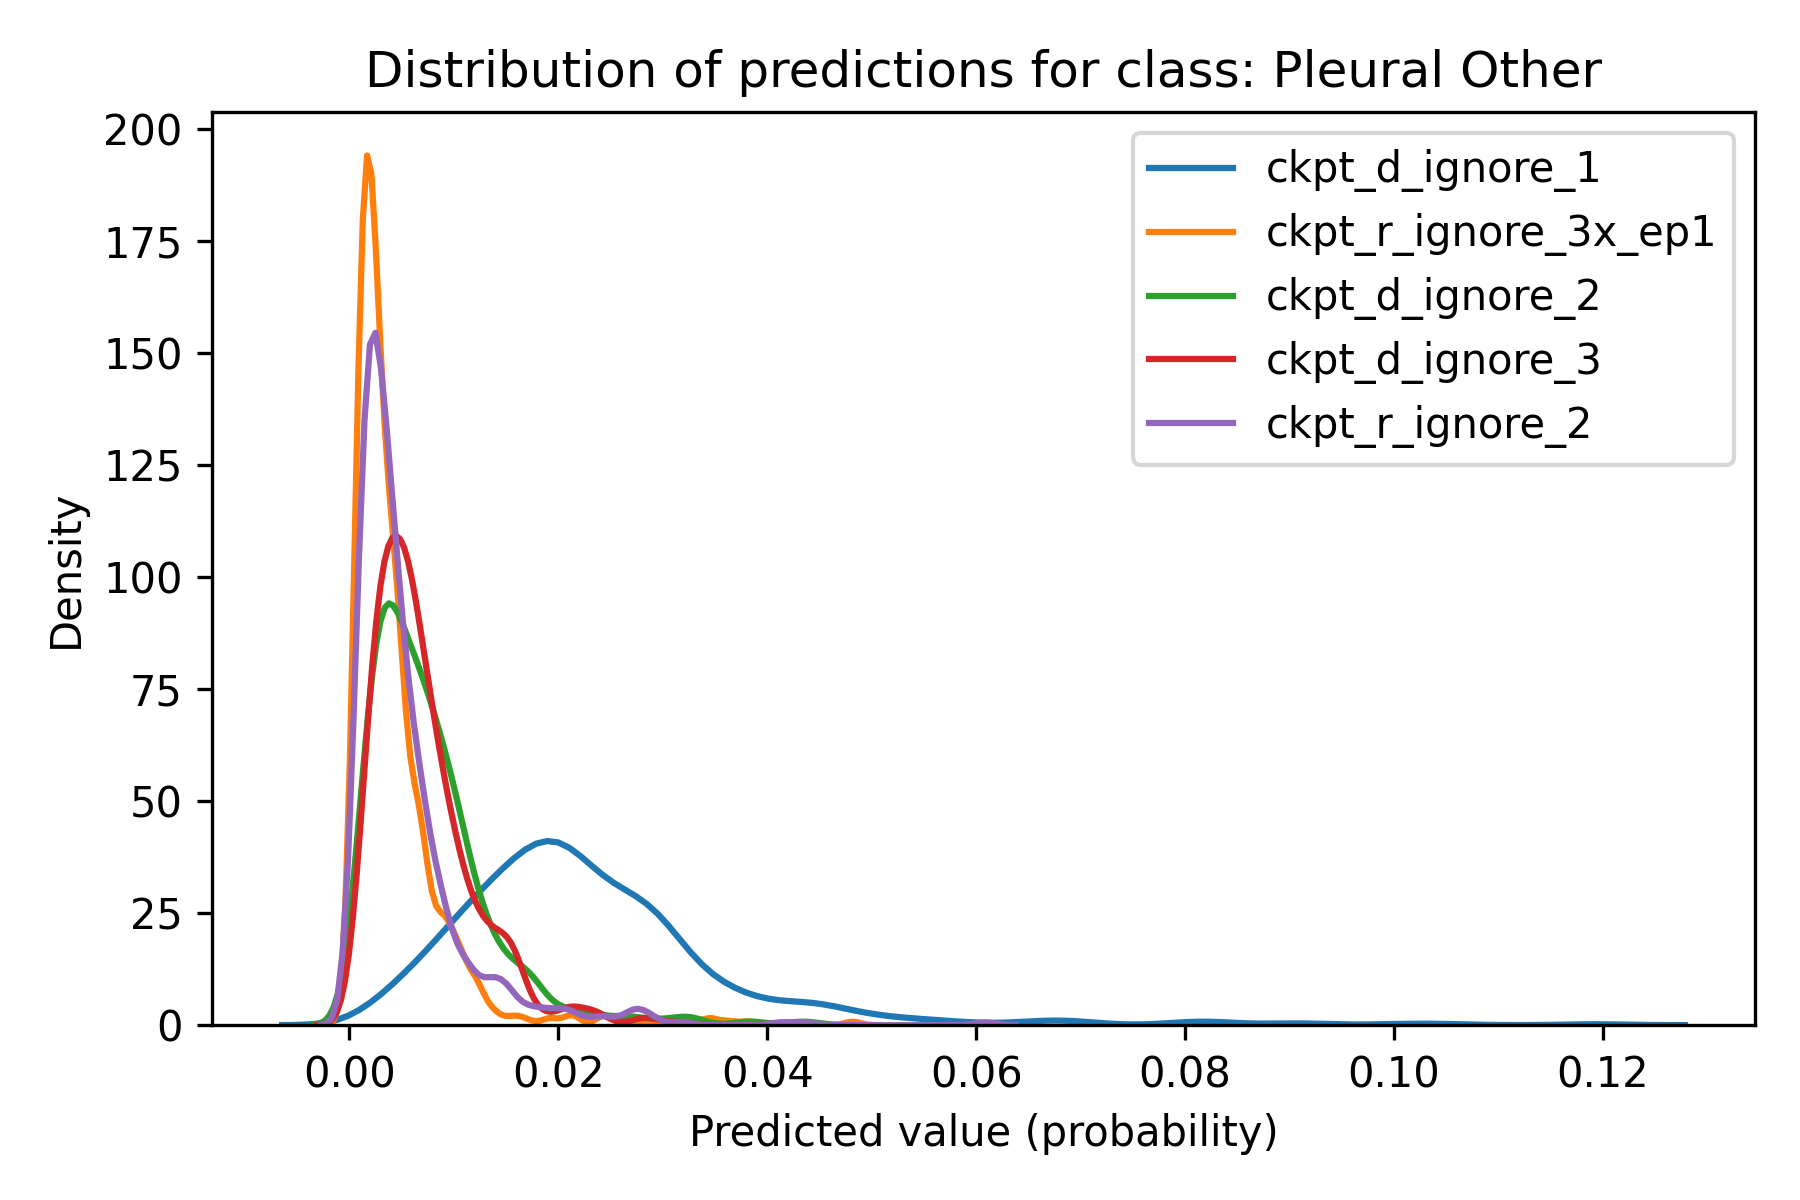 Distribution of predictions for class: Pleural Other
200
175
150
125
100
75
50
25
0
Density
ckpt_d_ignore_1
ckpt_r_ignore_3x_ep1
ckpt_d_ignore_2
ckpt_d_ignore_3
ckpt_r_ignore_2
0.00 0.02 0.04 0.06 0.08 0.10 0.12
Predicted value (probability)